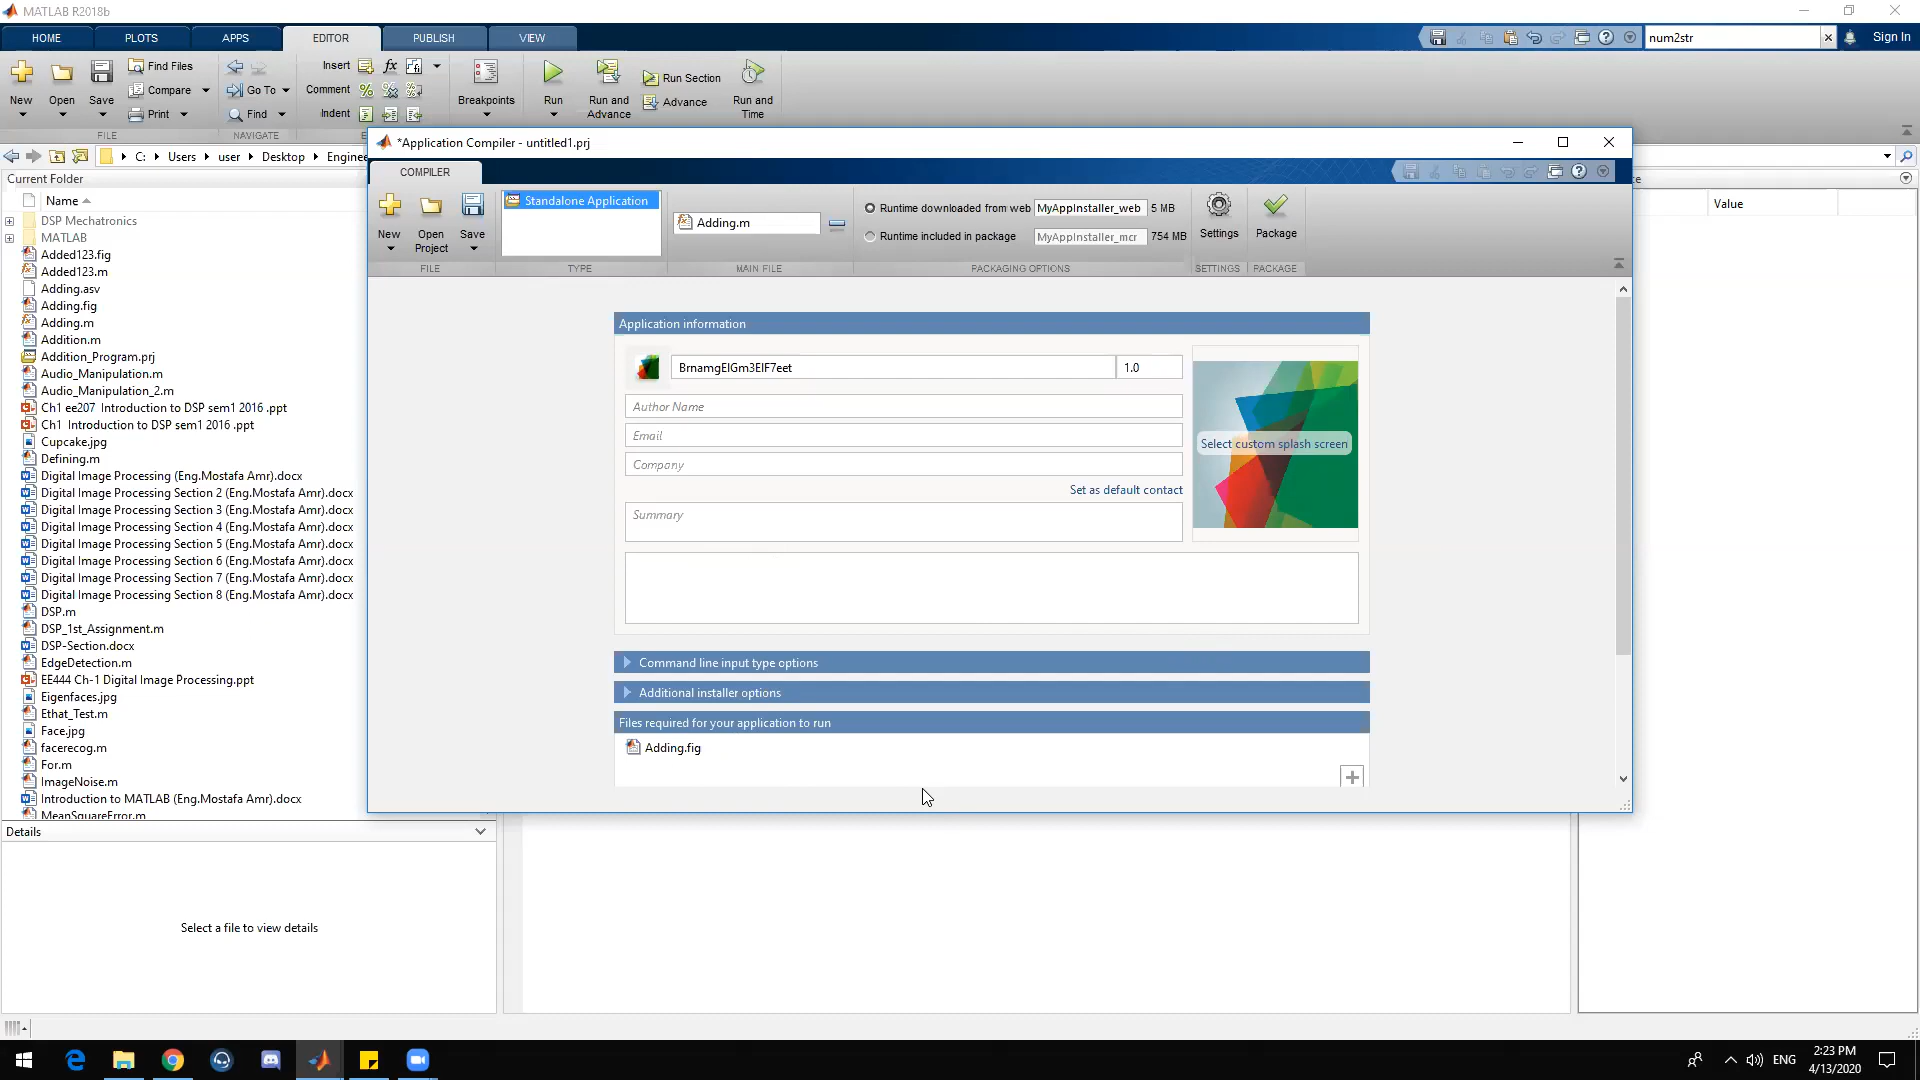 MATLAB R2018b
HOME PLOTS APPS EDITOR PUBLISH VIEW
num2str
Sign In
New
Open
Save
Find Files
Compare
Print
Go To
Find
Insert
Comment
Indent
Breakpoints
Run
Run and Advance
Run Section
Advance
Run and Time
FILE NAVIGATE
C: Users user Desktop
Current Folder
Name
DSP Mechatronics
MATLAB
Added123.fig
Added123.m
Adding.asv
Adding.fig
Adding.m
Addition.m
Addition_Program.prj
Audio_Manipulation.m
Audio_Manipulation_2.m
Ch1 ee207 Introduction to DSP sem1 2016 .ppt
Ch1 Introduction to DSP sem1 2016 .ppt
Cupcake.jpg
Defining.m
Digital Image Processing (Eng.Mostafa Amr).docx
Digital Image Processing Section 2 (Eng.Mostafa Amr).docx
Digital Image Processing Section 3 (Eng.Mostafa Amr).docx
Digital Image Processing Section 4 (Eng.Mostafa Amr).docx
Digital Image Processing Section 5 (Eng.Mostafa Amr).docx
Digital Image Processing Section 6 (Eng.Mostafa Amr).docx
Digital Image Processing Section 7 (Eng.Mostafa Amr).docx
Digital Image Processing Section 8 (Eng.Mostafa Amr).docx
DSP.m
DSP_1st_Assignment.m
DSP-Section.docx
EdgeDetection.m
EE444 Ch-1 Digital Image Processing.ppt
Eigenfaces.jpg
Ethat_Test.m
Face.jpg
facerecog.m
For.m
ImageNoise.m
Introduction to MATLAB (Eng.Mostafa Amr).docx
MeanSquareError.m
Details
Select a file to view details
*Application Compiler - untitled1.prj
COMPILER
New
Open Project
Save
Standalone Application
Adding.m
Runtime downloaded from web MyAppInstaller_web 5 MB
Runtime included in package MyAppInstaller_mcr 754 MB
Settings
Package
FILE TYPE MAIN FILE PACKAGING OPTIONS SETTINGS PACKAGE
Application information
BrnamgElGm3ElF7eet 1.0
Author Name
Email
Company
Set as default contact
Summary
Select custom splash screen
Command line input type options
Additional installer options
Files required for your application to run
Adding.fig
Value
ENG
2:23 PM
4/13/2020